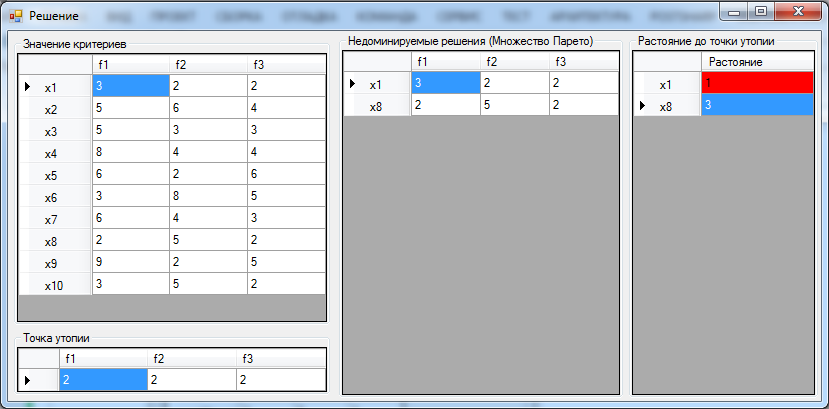 Решение
Значение критериев
f1 f2 f3
x1 3 2 2
x2 5 6 4
x3 5 3 3
x4 8 4 4
x5 6 2 6
x6 3 8 5
x7 6 4 3
x8 2 5 2
x9 9 2 5
x10 3 5 2
Точка утопии
f1 f2 f3
2 2 2
Недоминируемые решения (Множество Парето)
f1 f2 f3
x1 3 2 2
x8 2 5 2
Растояние до точки утопии
Растояние
x1 1
x8 3